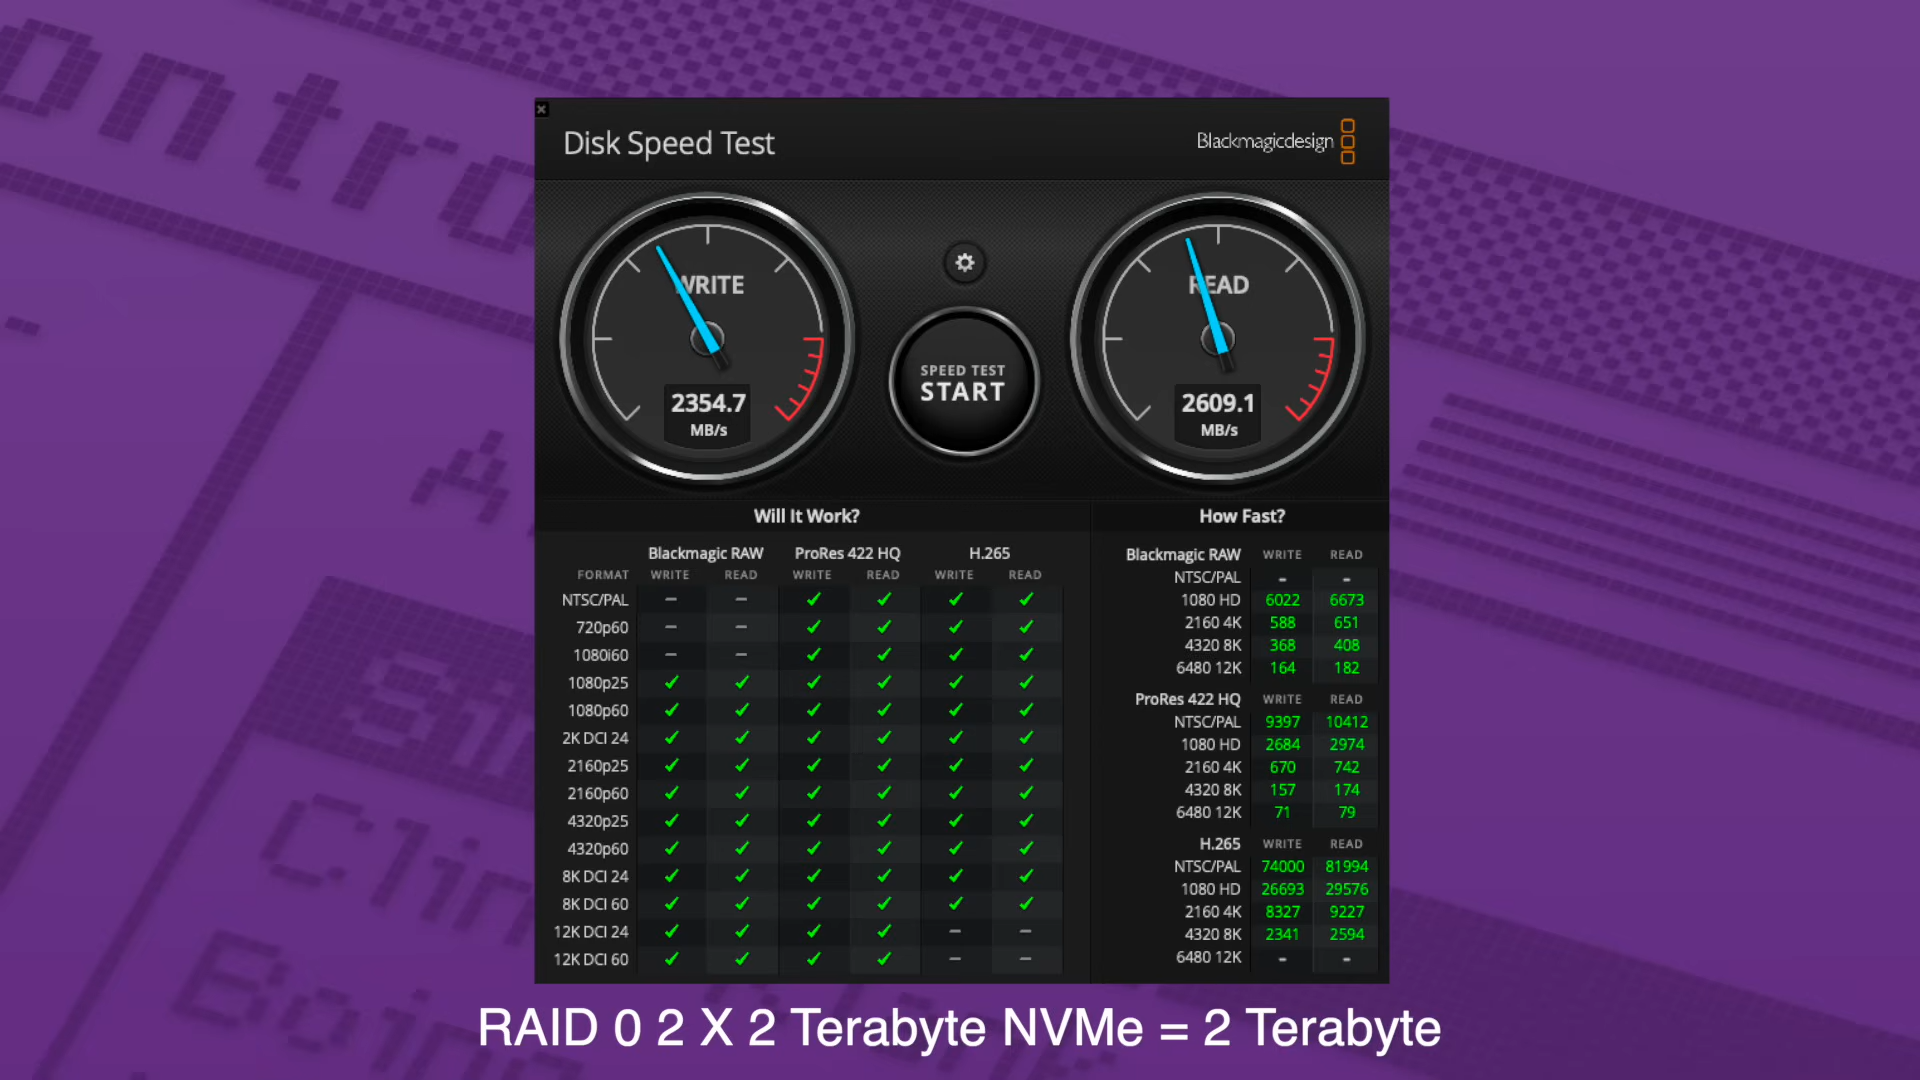 ontro
A
Sin
Clin
Boing
Disk Speed Test
Blackmagicdesign
WRITE
2354.7
MB/s
SPEED TEST
START
READ
2609.1
MB/s
Will It Work?
Blackmagic RAW ProRes 422 HQ H.265
FORMAT WRITE READ WRITE READ WRITE READ
NTSC/PAL – – ✓ ✓ ✓ ✓
720p60 – – ✓ ✓ ✓ ✓
1080i60 – – ✓ ✓ ✓ ✓
1080p25 ✓ ✓ ✓ ✓ ✓ ✓
1080p60 ✓ ✓ ✓ ✓ ✓ ✓
2K DCI 24 ✓ ✓ ✓ ✓ ✓ ✓
2160p25 ✓ ✓ ✓ ✓ ✓ ✓
2160p60 ✓ ✓ ✓ ✓ ✓ ✓
4320p25 ✓ ✓ ✓ ✓ ✓ ✓
4320p60 ✓ ✓ ✓ ✓ ✓ ✓
8K DCI 24 ✓ ✓ ✓ ✓ ✓ ✓
8K DCI 60 ✓ ✓ ✓ ✓ ✓ ✓
12K DCI 24 ✓ ✓ ✓ ✓ – –
12K DCI 60 ✓ ✓ ✓ ✓ – –
How Fast?
Blackmagic RAW WRITE READ
NTSC/PAL - -
1080 HD 6022 6673
2160 4K 588 651
4320 8K 368 408
6480 12K 164 182
ProRes 422 HQ WRITE READ
NTSC/PAL 9397 10412
1080 HD 2684 2974
2160 4K 670 742
4320 8K 157 174
6480 12K 71 79
H.265 WRITE READ
NTSC/PAL 74000 81994
1080 HD 26693 29576
2160 4K 8327 9227
4320 8K 2341 2594
6480 12K - -
RAID 0 2 X 2 Terabyte NVMe = 2 Terabyte